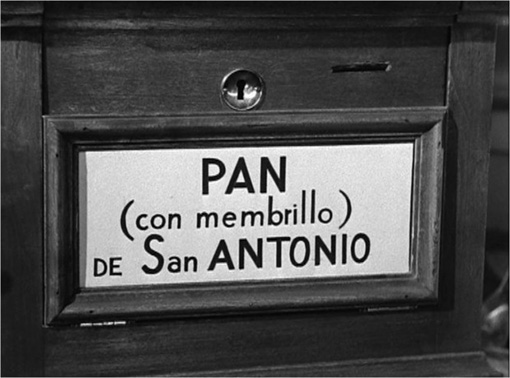 PAN
(con membrillo)
DE San ANTONIO